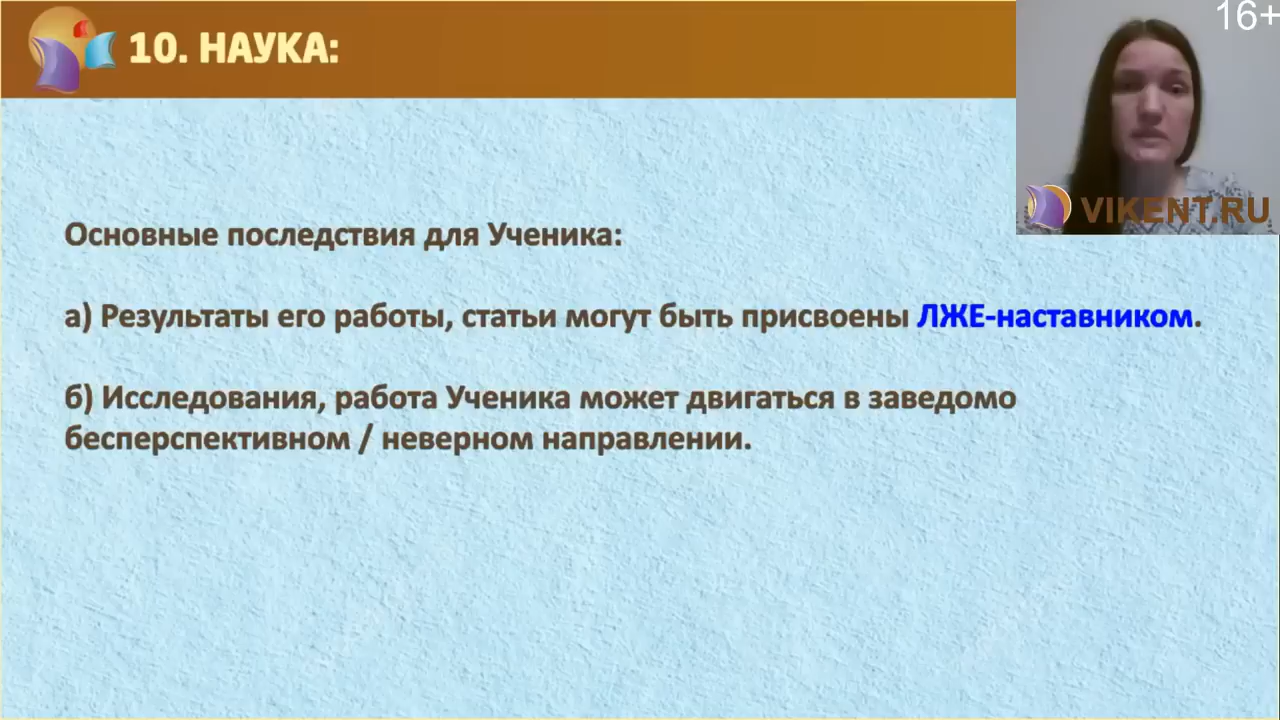 10. НАУКА:
16+
VIKENT.RU
Основные последствия для Ученика:
а) Результаты его работы, статьи могут быть присвоены ЛЖЕ-наставником.
б) Исследования, работа Ученика может двигаться в заведомо
бесперспективном / неверном направлении.